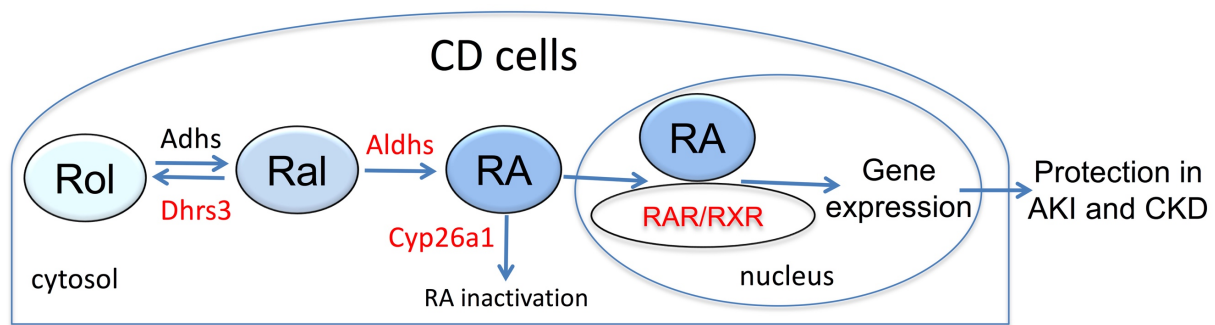 CD cells
Rol
Adhs
Dhrs3
Ral
Aldhs
RA
Cyp26a1
RA inactivation
cytosol
RA
RAR/RXR
Gene
expression
nucleus
Protection in
AKI and CKD